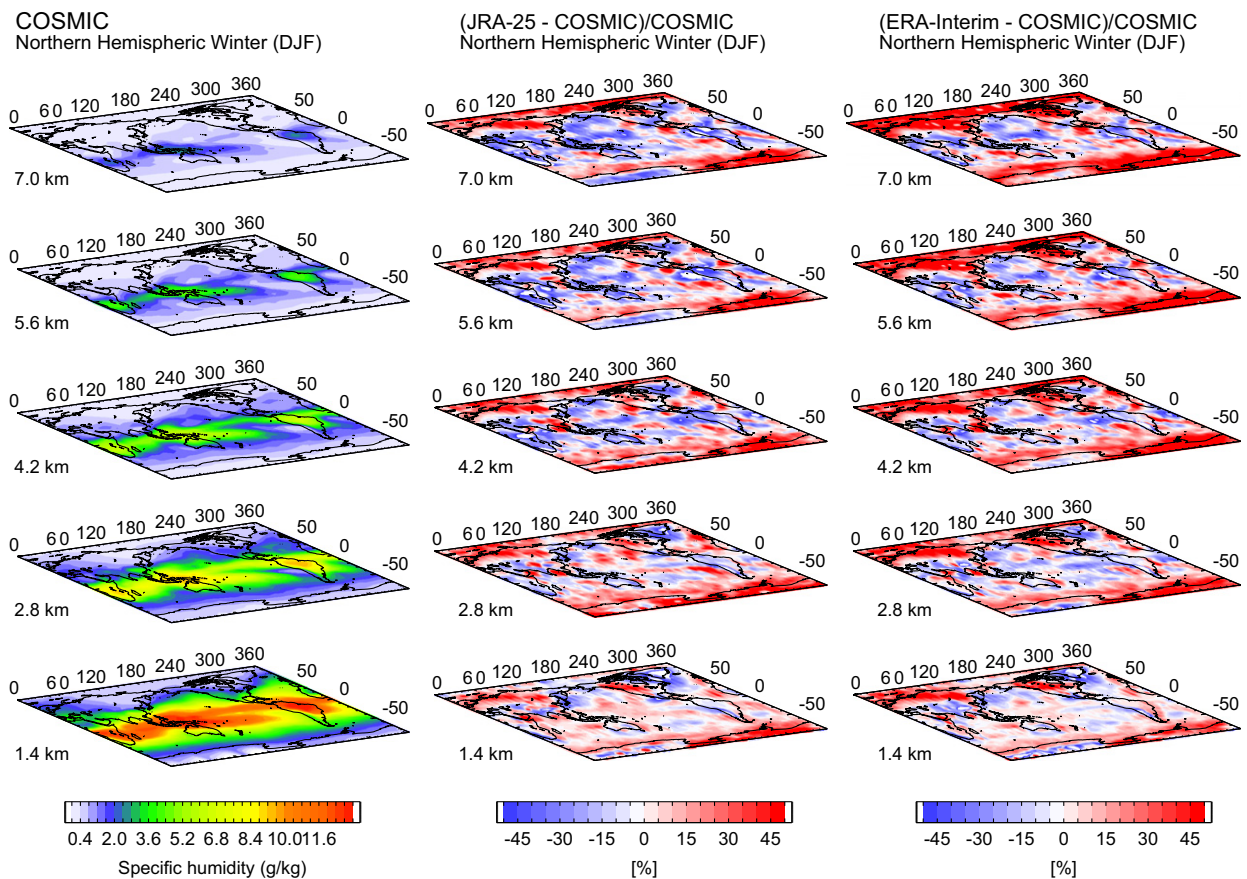 COSMIC
Northern Hemispheric Winter (DJF)
0 60 120 180 240 300 360
50
0
-50
7.0 km
0 60 120 180 240 300 360
50
0
-50
5.6 km
0 60 120 180 240 300 360
50
0
-50
4.2 km
0 60 120 180 240 300 360
50
0
-50
2.8 km
0 60 120 180 240 300 360
50
0
-50
1.4 km
0.4 2.0 3.6 5.2 6.8 8.4 10.0 11.6
Specific humidity (g/kg)
(JRA-25 - COSMIC)/COSMIC
Northern Hemispheric Winter (DJF)
0 60 120 180 240 300 360
50
0
-50
7.0 km
0 60 120 180 240 300 360
50
0
-50
5.6 km
0 60 120 180 240 300 360
50
0
-50
4.2 km
0 60 120 180 240 300 360
50
0
-50
2.8 km
0 60 120 180 240 300 360
50
0
-50
1.4 km
-45 -30 -15 0 15 30 45
[%]
(ERA-Interim - COSMIC)/COSMIC
Northern Hemispheric Winter (DJF)
0 60 120 180 240 300 360
50
0
-50
7.0 km
0 60 120 180 240 300 360
50
0
-50
5.6 km
0 60 120 180 240 300 360
50
0
-50
4.2 km
0 60 120 180 240 300 360
50
0
-50
2.8 km
0 60 120 180 240 300 360
50
0
-50
1.4 km
-45 -30 -15 0 15 30 45
[%]